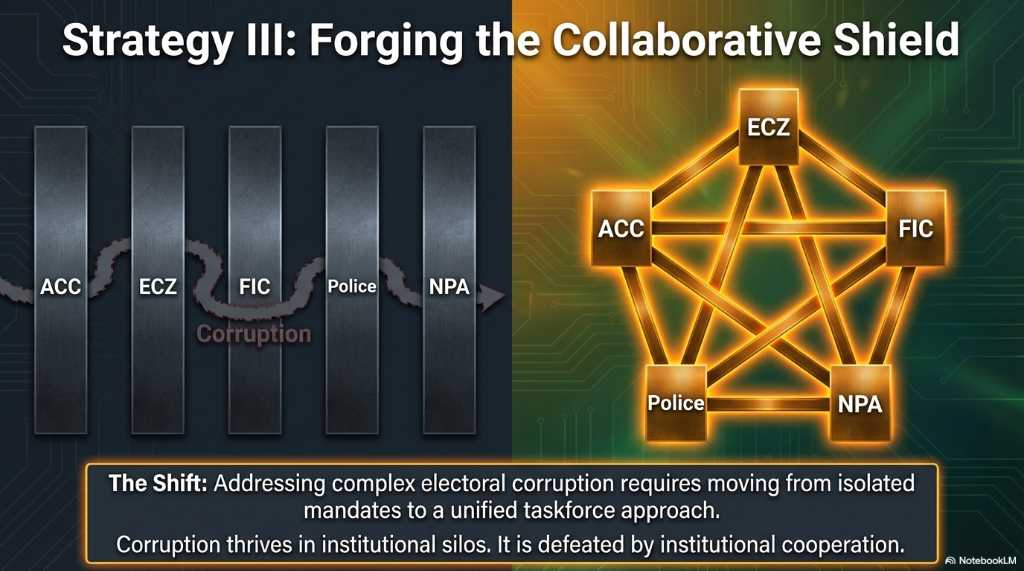 Strategy III: Forging the Collaborative Shield
ACC
ECZ
FIC
Police
NPA
Corruption
ECZ
ACC
FIC
Police
NPA
The Shift: Addressing complex electoral corruption requires moving from isolated
mandates to a unified taskforce approach.
Corruption thrives in institutional silos. It is defeated by institutional cooperation.
NotebookLM